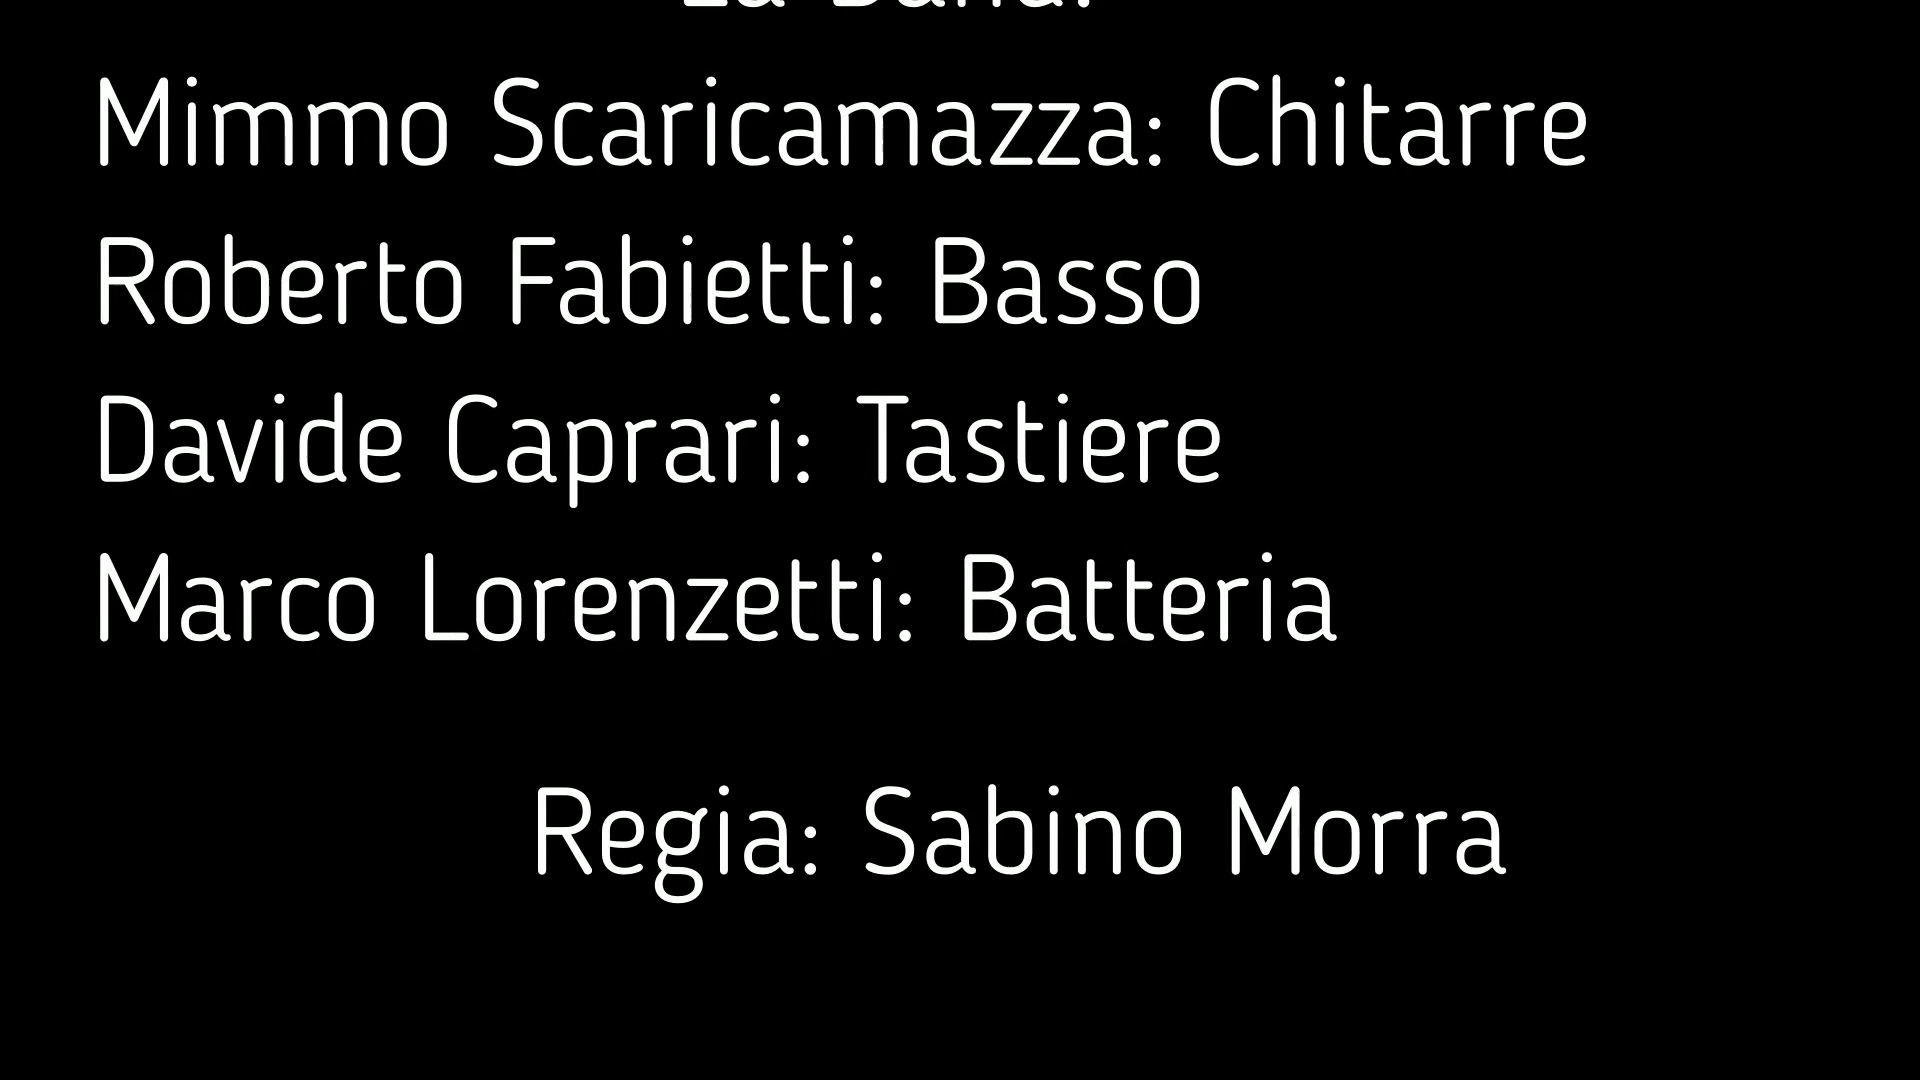 Mimmo Scaricamazza: Chitarre
Roberto Fabietti: Basso
Davide Caprari: Tastiere
Marco Lorenzetti: Batteria
Regia: Sabino Morra